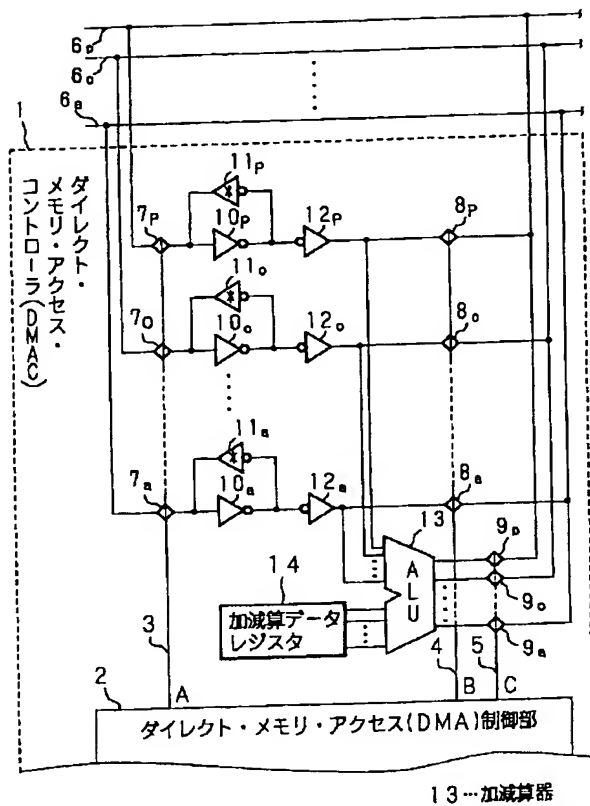 6p
6o
6a
1
ダイレクト・
メモリ・アクセス・
コントローラ(DMAC)
7p
11p
10p
12p
8p
7o
11o
10o
12o
8o
7a
11a
10a
12a
8a
13
ALU
9p
9o
9a
14
加減算データ
レジスタ
3
4
5
A
B
C
2
ダイレクト・メモリ・アクセス(DMA)制御部
13…加減算器